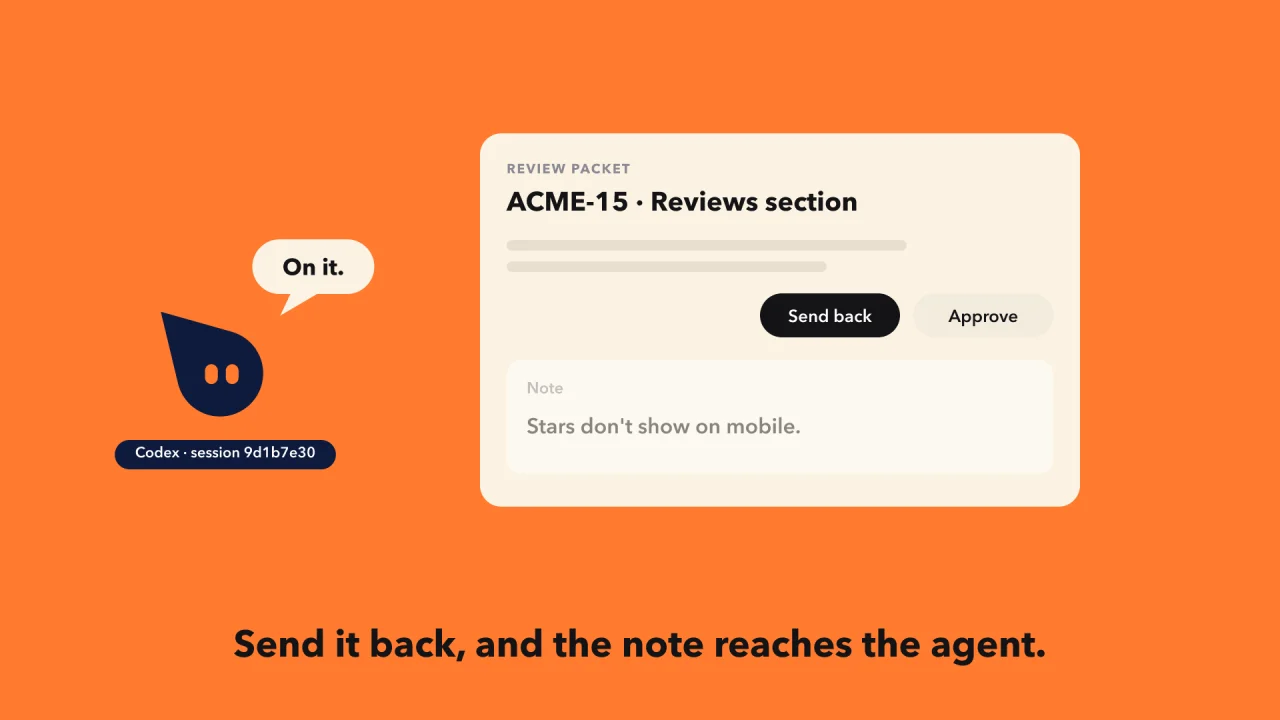 REVIEW PACKET
ACME-15 · Reviews section
On it.
Send back
Approve
Note
Stars don't show on mobile.
Codex · session 9d1b7e30
Send it back, and the note reaches the agent.